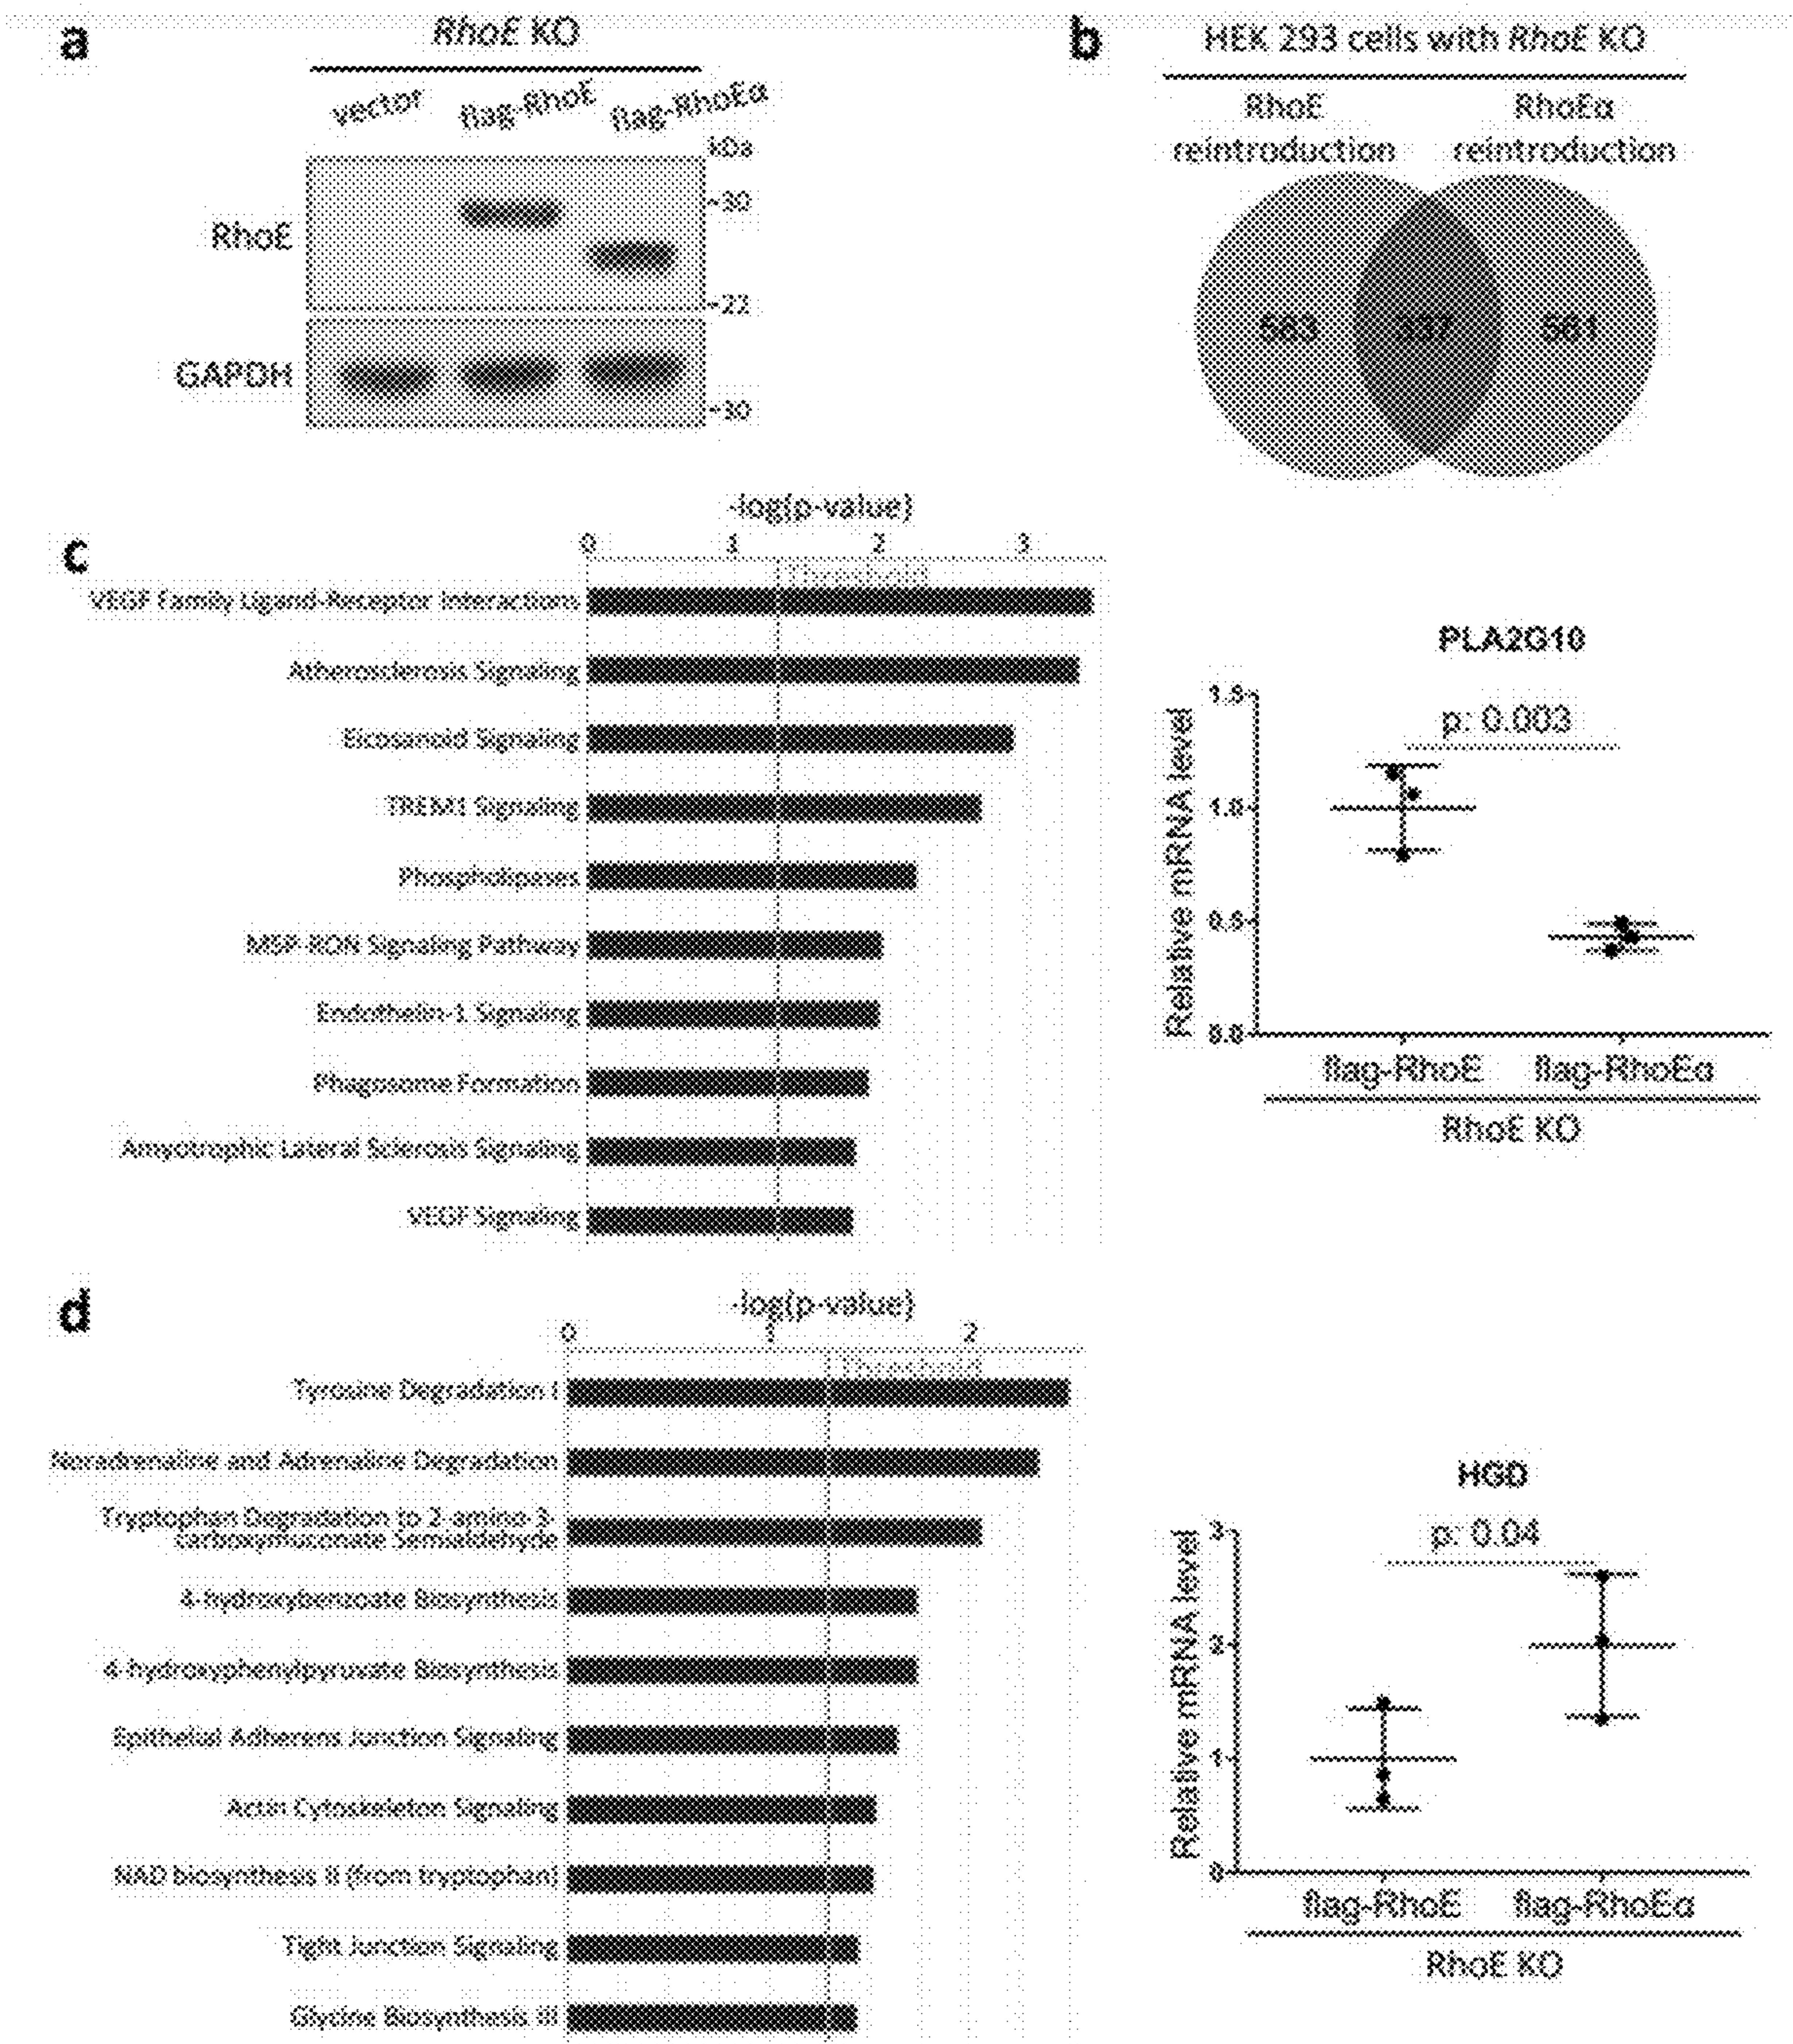 a
RhoE KO
vector flag-RhoE flag-RhoEα
kDa
RhoE
-30
-22
GAPDH
-30
b
HEK 293 cells with RhoE KO
RhoE RhoEα
reintroduction reintroduction
583 337 561
c
-log(p-value)
0 1 2 3
Threshold
VEGF Family Ligand-Receptor Interactions
Atherosclerosis Signaling
Eicosanoid Signaling
TREM1 Signaling
Phospholipases
MSP-RON Signaling Pathway
Endothelin-1 Signaling
Phagosome Formation
Amyotrophic Lateral Sclerosis Signaling
VEGF Signaling
PLA2G10
p: 0.003
Relative mRNA level
1.5
1.0
0.5
0.0
flag-RhoE flag-RhoEα
RhoE KO
d
-log(p-value)
0 1 2
Threshold
Tyrosine Degradation I
Noradrenaline and Adrenaline Degradation
Tryptophan Degradation to 2-amino-3-
carboxymuconate Semialdehyde
4-hydroxybenzoate Biosynthesis
4-hydroxyphenylpyruvate Biosynthesis
Epithelial Adherens Junction Signaling
Actin Cytoskeleton Signaling
NAD biosynthesis II (from tryptophan)
Tight Junction Signaling
Glycine Biosynthesis III
HGD
p: 0.04
Relative mRNA level
3
2
1
0
flag-RhoE flag-RhoEα
RhoE KO